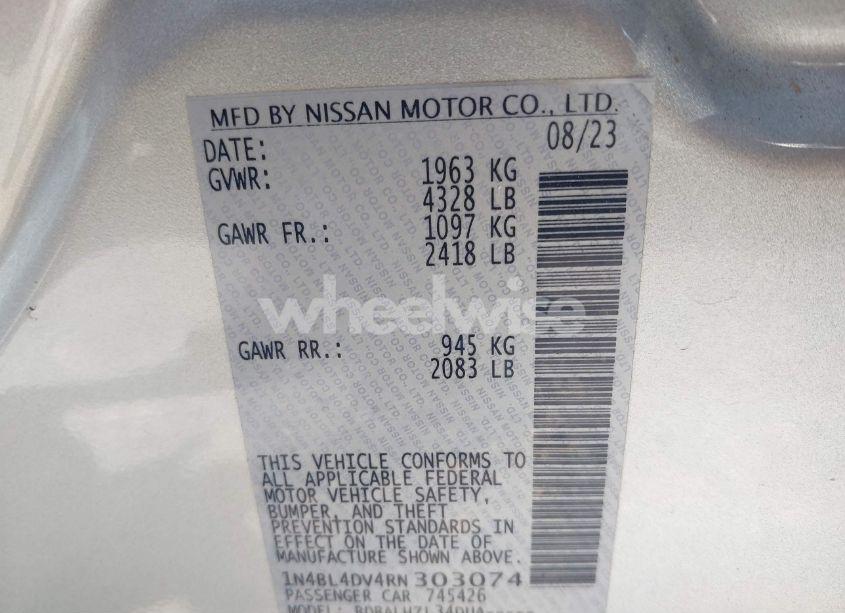 MFD BY NISSAN MOTOR CO., LTD.
DATE: 08/23
GVWR: 1963 KG
4328 LB
GAWR FR.: 1097 KG
2418 LB
wheelwise
GAWR RR.: 945 KG
2083 LB
THIS VEHICLE CONFORMS TO
ALL APPLICABLE FEDERAL
MOTOR VEHICLE SAFETY,
BUMPER, AND THEFT
PREVENTION STANDARDS IN
EFFECT ON THE DATE OF
MANUFACTURE SHOWN ABOVE.
1N4BL4DV4RN303074
PASSENGER CAR 745426
MODEL: